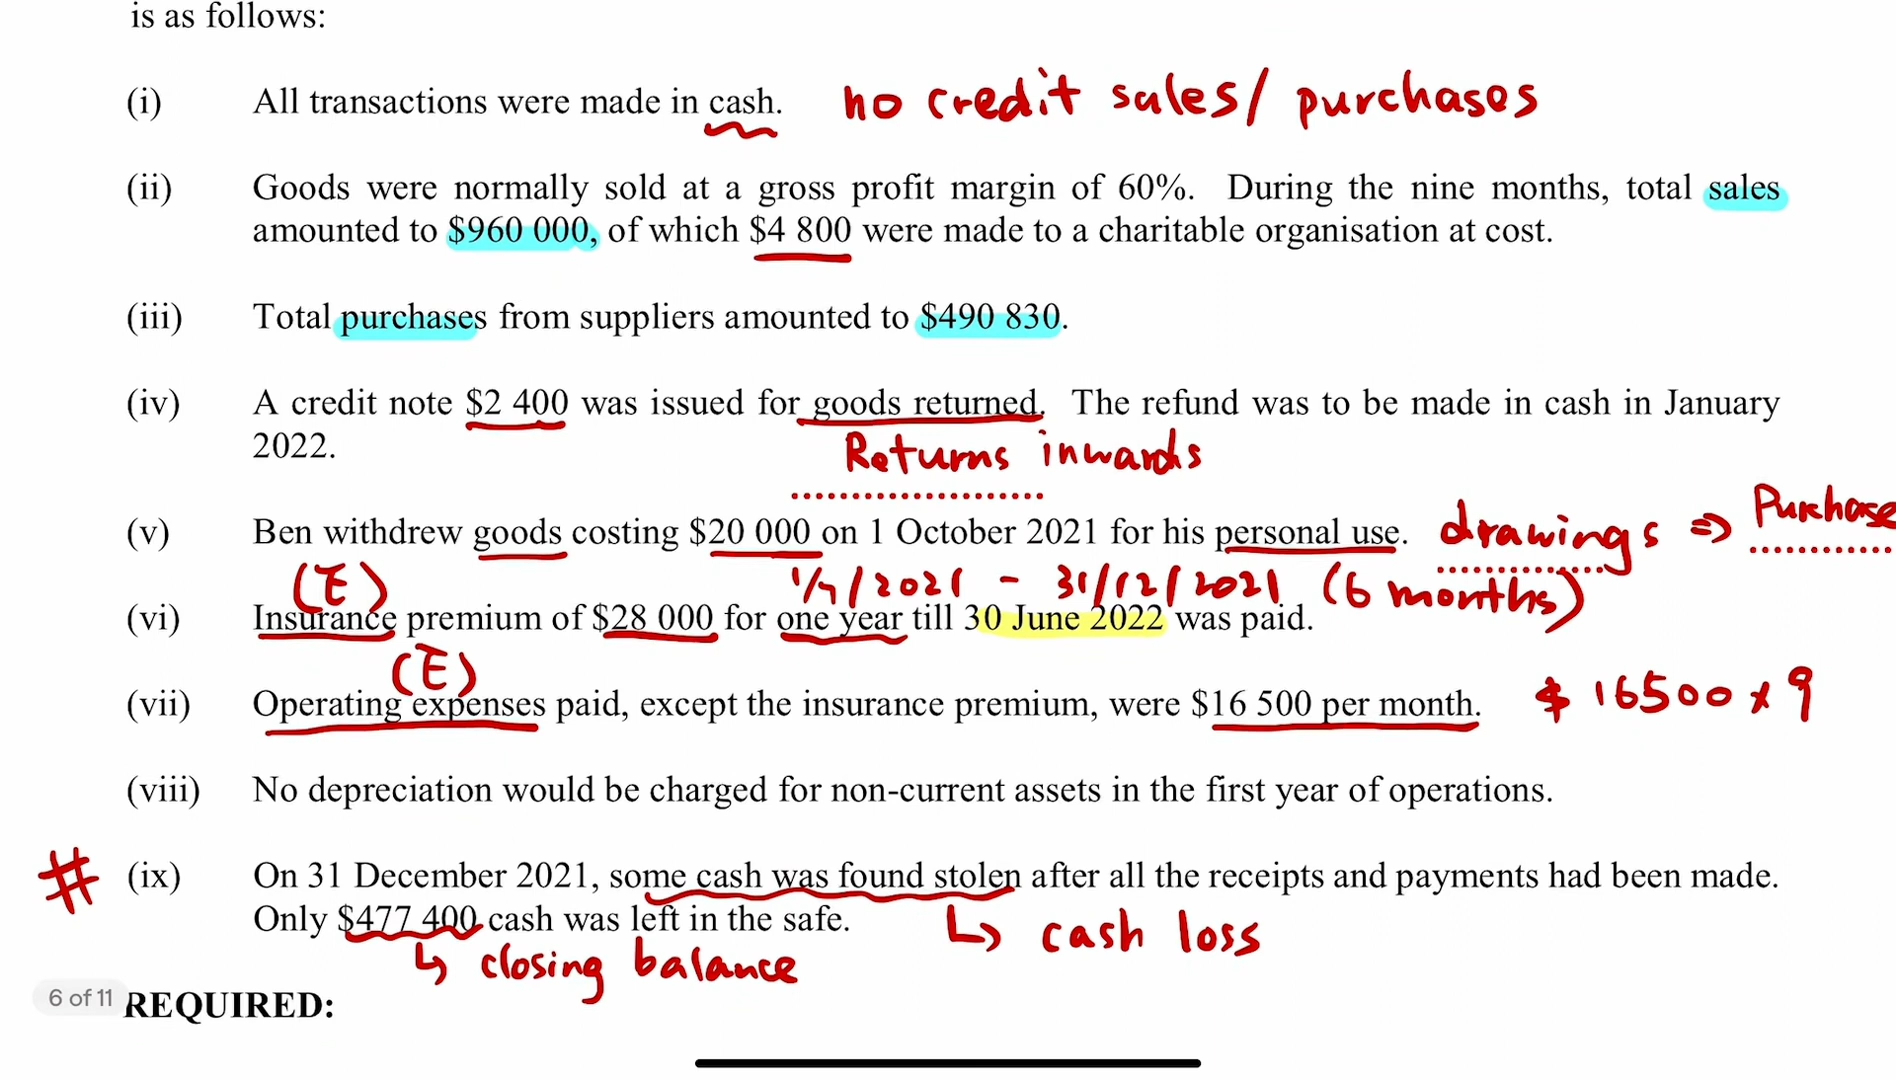 is as follows:
(i) All transactions were made in cash. no credit sales/ purchases
(ii) Goods were normally sold at a gross profit margin of 60%. During the nine months, total sales
amounted to $960 000, of which $4 800 were made to a charitable organisation at cost.
(iii) Total purchases from suppliers amounted to $490 830.
(iv) A credit note $2 400 was issued for goods returned. The refund was to be made in cash in January
2022.
Returns inwards
(v) Ben withdrew goods costing $20 000 on 1 October 2021 for his personal use. drawings ⇒ Purchase
(E) 1/7/2021 - 31/12/2021 (6 months)
(vi) Insurance premium of $28 000 for one year till 30 June 2022 was paid.
(E)
(vii) Operating expenses paid, except the insurance premium, were $16 500 per month. $ 16500 x 9
(viii) No depreciation would be charged for non-current assets in the first year of operations.
# (ix) On 31 December 2021, some cash was found stolen after all the receipts and payments had been made.
Only $477 400 cash was left in the safe. ↳ cash loss
↳ closing balance
6 of 11
REQUIRED: